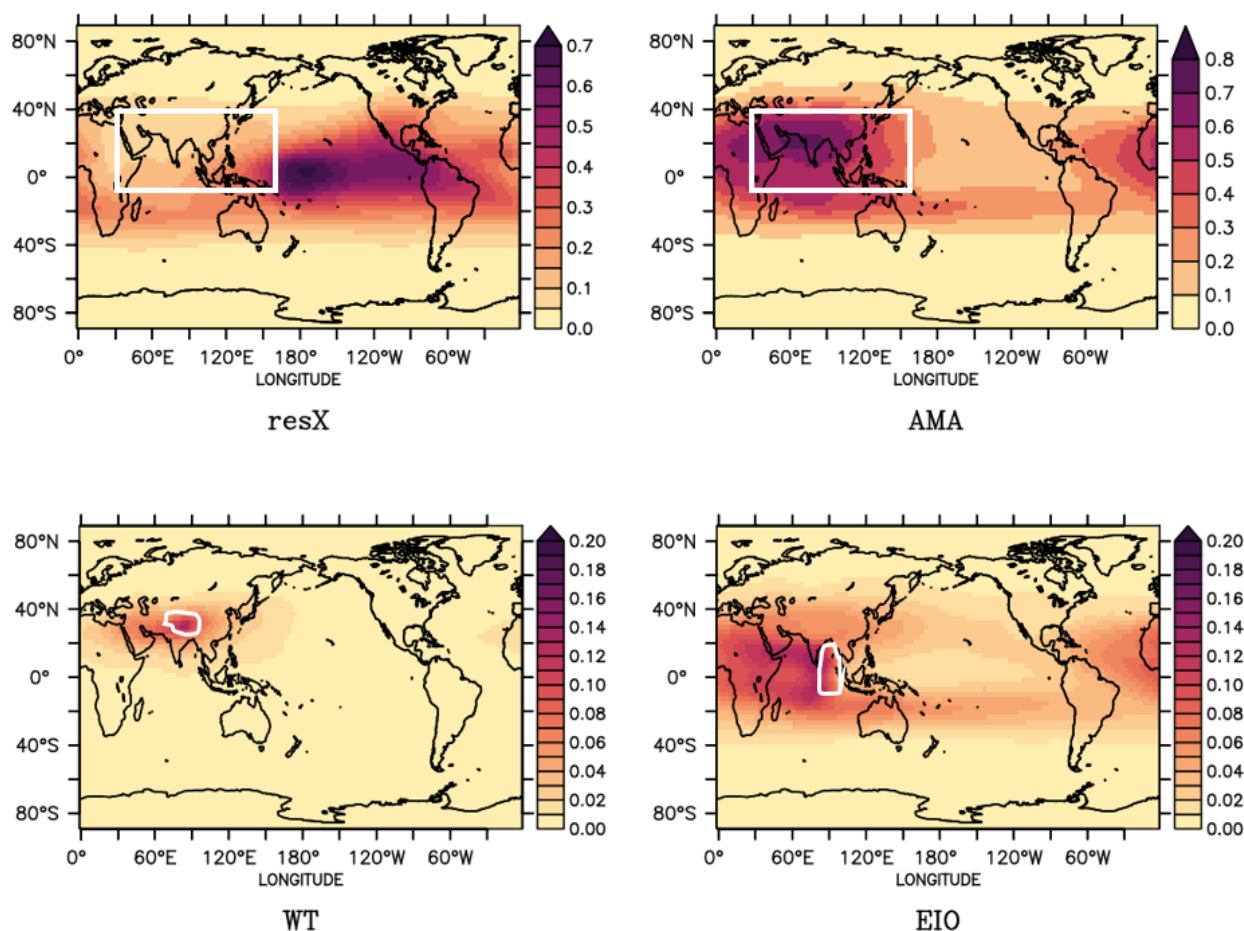 80°N
40°N
0°
40°S
80°S
0° 60°E 120°E 180° 120°W 60°W
LONGITUDE
0.7
0.6
0.5
0.4
0.3
0.2
0.1
0.0
resX
80°N
40°N
0°
40°S
80°S
0° 60°E 120°E 180° 120°W 60°W
LONGITUDE
0.8
0.7
0.6
0.5
0.4
0.3
0.2
0.1
0.0
AMA
80°N
40°N
0°
40°S
80°S
0° 60°E 120°E 180° 120°W 60°W
LONGITUDE
0.20
0.18
0.16
0.14
0.12
0.10
0.08
0.06
0.04
0.02
0.00
WT
80°N
40°N
0°
40°S
80°S
0° 60°E 120°E 180° 120°W 60°W
LONGITUDE
0.20
0.18
0.16
0.14
0.12
0.10
0.08
0.06
0.04
0.02
0.00
EIO